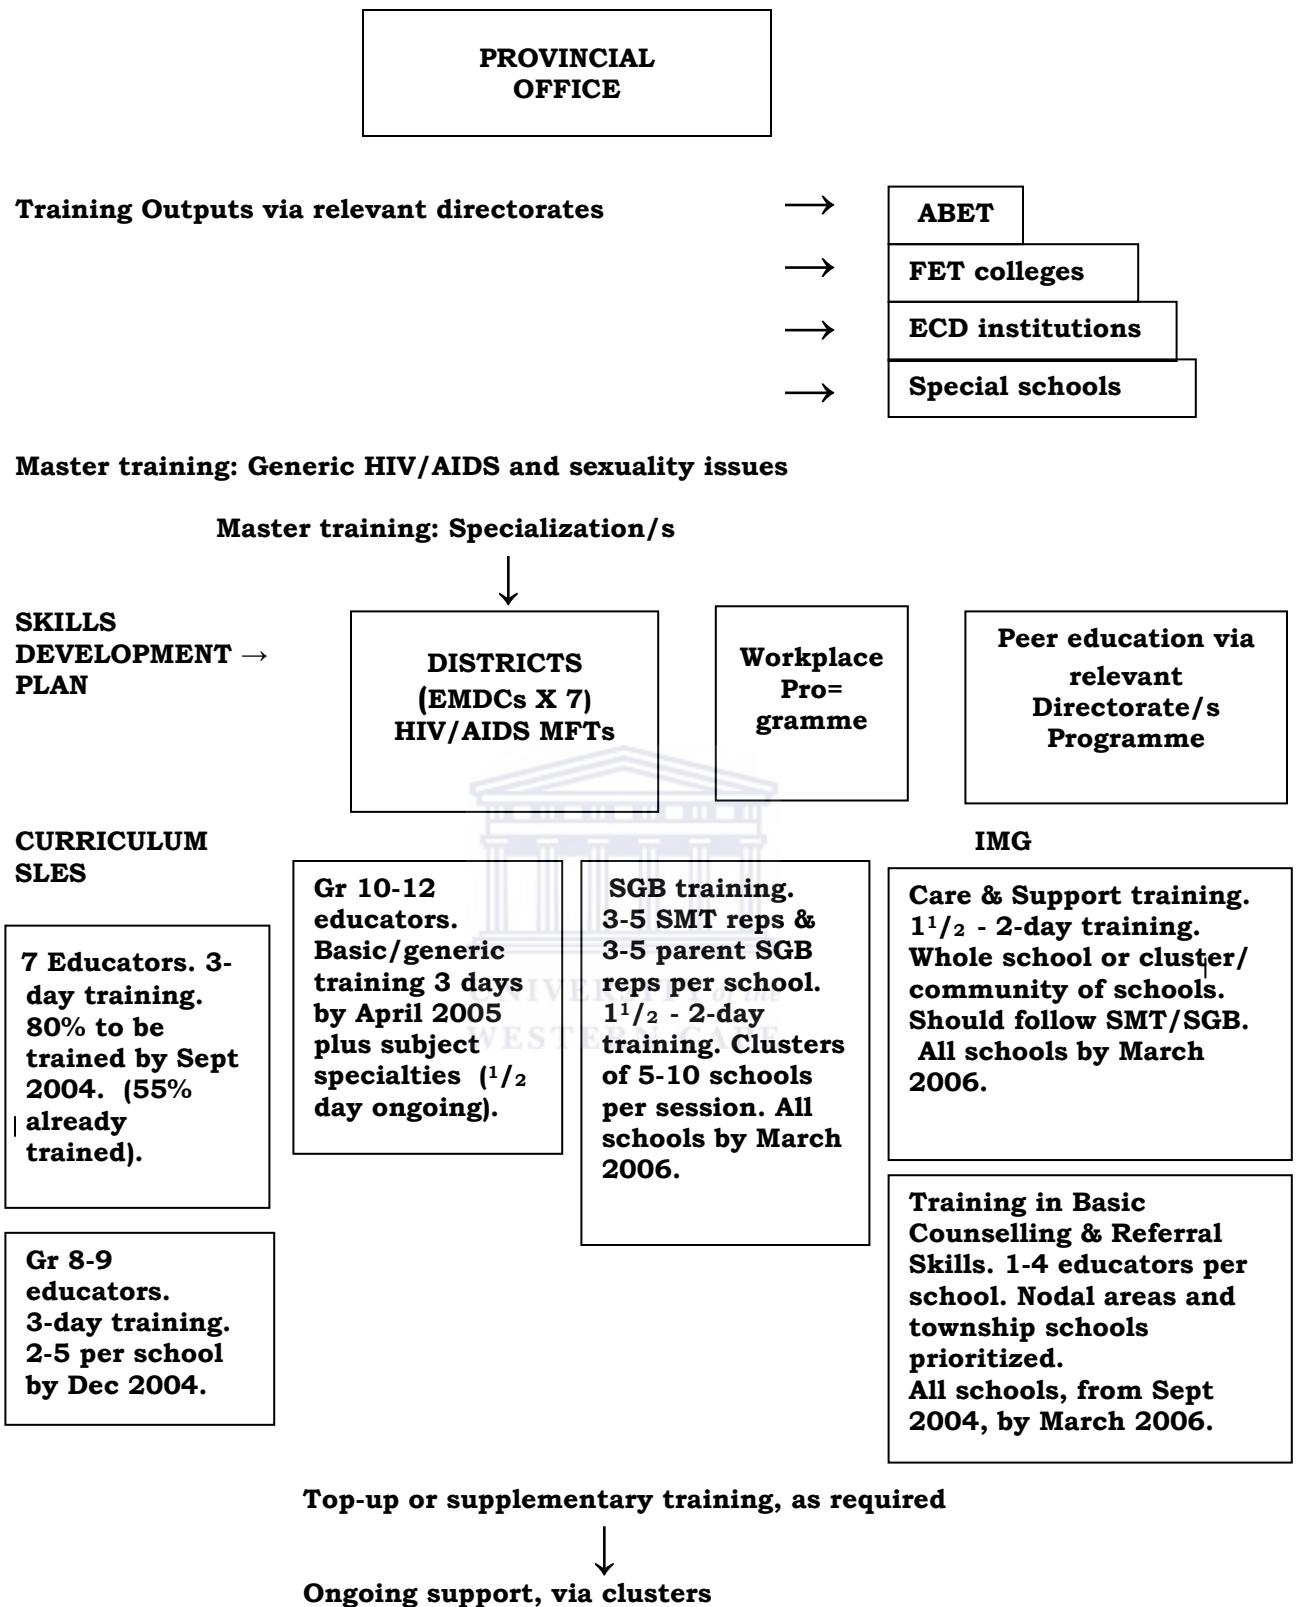 PROVINCIAL
OFFICE
Training Outputs via relevant directorates →
ABET
→
FET colleges
→
ECD institutions
→
Special schools
Master training: Generic HIV/AIDS and sexuality issues
Master training: Specialization/s
SKILLS
DEVELOPMENT →
PLAN
DISTRICTS
(EMDCs X 7)
HIV/AIDS MFTs
Workplace
Pro=
gramme
Peer education via
relevant
Directorate/s
Programme
CURRICULUM
SLES
IMG
7 Educators. 3-
day training.
80% to be
trained by Sept
2004. (55%
already
trained).
Gr 8-9
educators.
3-day training.
2-5 per school
by Dec 2004.
Gr 10-12
educators.
Basic/generic
training 3 days
by April 2005
plus subject
specialties (1/2
day ongoing).
SGB training.
3-5 SMT reps &
3-5 parent SGB
reps per school.
1 1/2 - 2-day
training. Clusters
of 5-10 schools
per session. All
schools by March
2006.
Care & Support training.
1 1/2 - 2-day training.
Whole school or cluster/
community of schools.
Should follow SMT/SGB.
All schools by March
2006.
Training in Basic
Counselling & Referral
Skills. 1-4 educators per
school. Nodal areas and
township schools
prioritized.
All schools, from Sept
2004, by March 2006.
UNIVERSITY of the
WESTERN CAPE
Top-up or supplementary training, as required
Ongoing support, via clusters